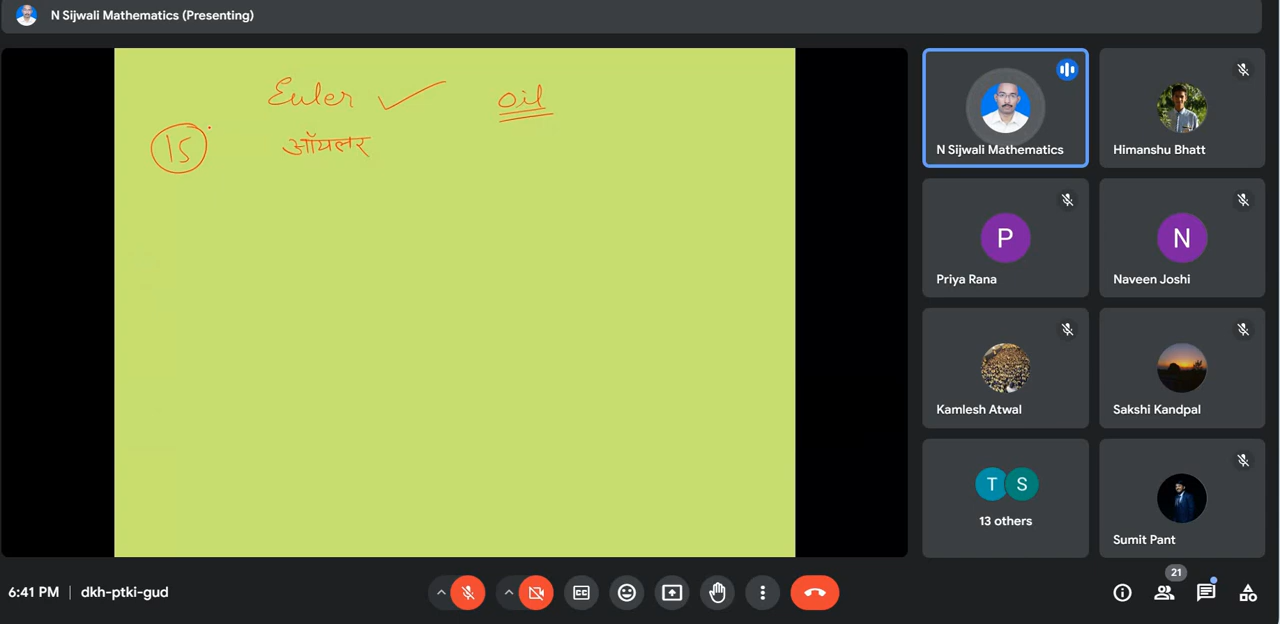 N Sijwali Mathematics (Presenting)
Euler ✓ oil
15 ऑयलर
N Sijwali Mathematics
Himanshu Bhatt
P
N
Priya Rana
Naveen Joshi
Kamlesh Atwal
Sakshi Kandpal
T S
13 others
Sumit Pant
21
6:41 PM | dkh-ptki-gud
CC